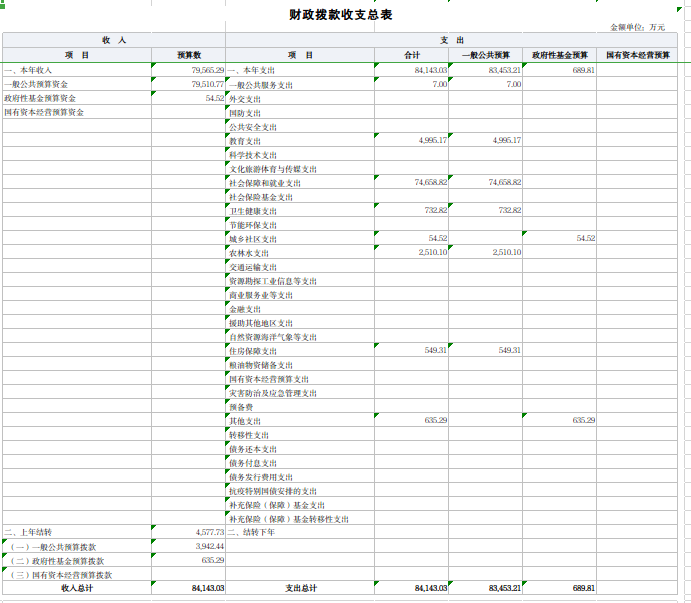 财政拨款收支总表
金额单位：万元
收 入 支 出
项 目 预算数 项 目 合计 一般公共预算 政府性基金预算 国有资本经营预算
一、本年收入 79,565.29 一、本年支出 84,143.03 83,453.21 689.81
一般公共预算资金 79,510.77 一般公共服务支出 7.00 7.00
政府性基金预算资金 54.52 外交支出
国有资本经营预算资金 国防支出
公共安全支出
教育支出 4,995.17 4,995.17
科学技术支出
文化旅游体育与传媒支出
社会保障和就业支出 74,658.82 74,658.82
社会保险基金支出
卫生健康支出 732.82 732.82
节能环保支出
城乡社区支出 54.52 54.52
农林水支出 2,510.10 2,510.10
交通运输支出
资源勘探工业信息等支出
商业服务业等支出
金融支出
援助其他地区支出
自然资源海洋气象等支出
住房保障支出 549.31 549.31
粮油物资储备支出
国有资本经营预算支出
灾害防治及应急管理支出
预备费
其他支出 635.29 635.29
转移性支出
债务还本支出
债务付息支出
债务发行费用支出
抗疫特别国债安排的支出
补充保险（保障）基金支出
补充保险（保障）基金转移性支出
二、上年结转 4,577.73 二、结转下年
（一）一般公共预算拨款 3,942.44
（二）政府性基金预算拨款 635.29
（三）国有资本经营预算拨款
收入总计 84,143.03 支出总计 84,143.03 83,453.21 689.81